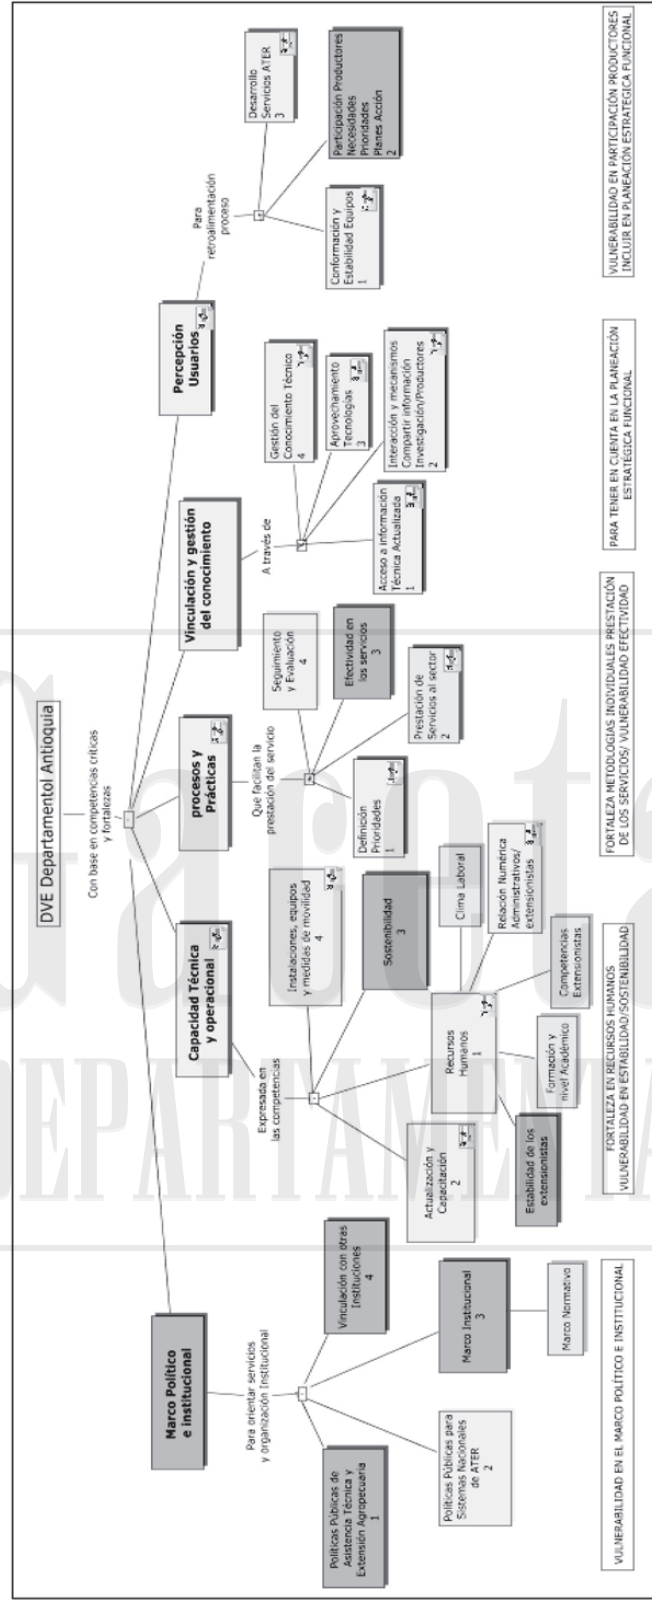 DVE Departamentol Antioquia
Con base en competencias críticas
y fortalezas
Marco Político
e institucional
Para orientar servicios
y organización Institucional
Políticas Públicas de
Asistencia Técnica y
Extensión Agropecuaria
1
Políticas Públicas para
Sistemas Nacionales
de ATER
2
Marco Institucional
3
Marco Normativo
Vinculación con otras
Instituciones
4
VULNERABILIDAD EN EL MARCO POLÍTICO E INSTITUCIONAL
Capacidad Técnica
y operacional
Expresada en
las competencias
Actualización y
Capacitación
2
Recursos
Humanos
1
Estabilidad de los
extensionistas
Formación y
nivel Académico
Competencias
Extensionistas
Relación Numérica
Administrativos/
extensionistas
Clima Laboral
Sostenibilidad
3
Instalaciones, equipos
y medidas de movilidad
4
FORTALEZA EN RECURSOS HUMANOS
VULNERABILIDAD EN ESTABILIDAD/SOSTENIBILIDAD
procesos y
Prácticas
Que facilitan la
prestación del servicio
Definición
Prioridades
1
Prestación de
Servicios al sector
2
Efectividad en
los servicios
3
Seguimiento
y Evaluación
4
FORTALEZA METODLOGIAS INDIVIDUALES PRESTACIÓN
DE LOS SERVICIOS/ VULNERABILIDAD EFECTIVIDAD
Vinculación y gestión
del conocimiento
A través de
Acceso a información
Técnica Actualizada
1
Interacción y mecanismos
Compartir información
Investigación/Productores
2
Aprovechamiento
Tecnologías
3
Gestión del
Conocimiento Técnico
4
PARA TENER EN CUENTA EN LA PLANEACIÓN
ESTRATÉGICA FUNCIONAL
Percepción
Usuarios
Para
retroalimentación
proceso
Conformación y
Estabilidad Equipos
1
Participación Productores
Necesidades
Prioridades
Planes Acción
2
Desarrollo
Servicios ATER
3
VULNERABILIDAD EN PARTICIPACIÓN PRODUCTORES
INCLUIR EN PLANEACIÓN ESTRATEGICA FUNCIONAL
Gaceta
DEPARTAMENTA